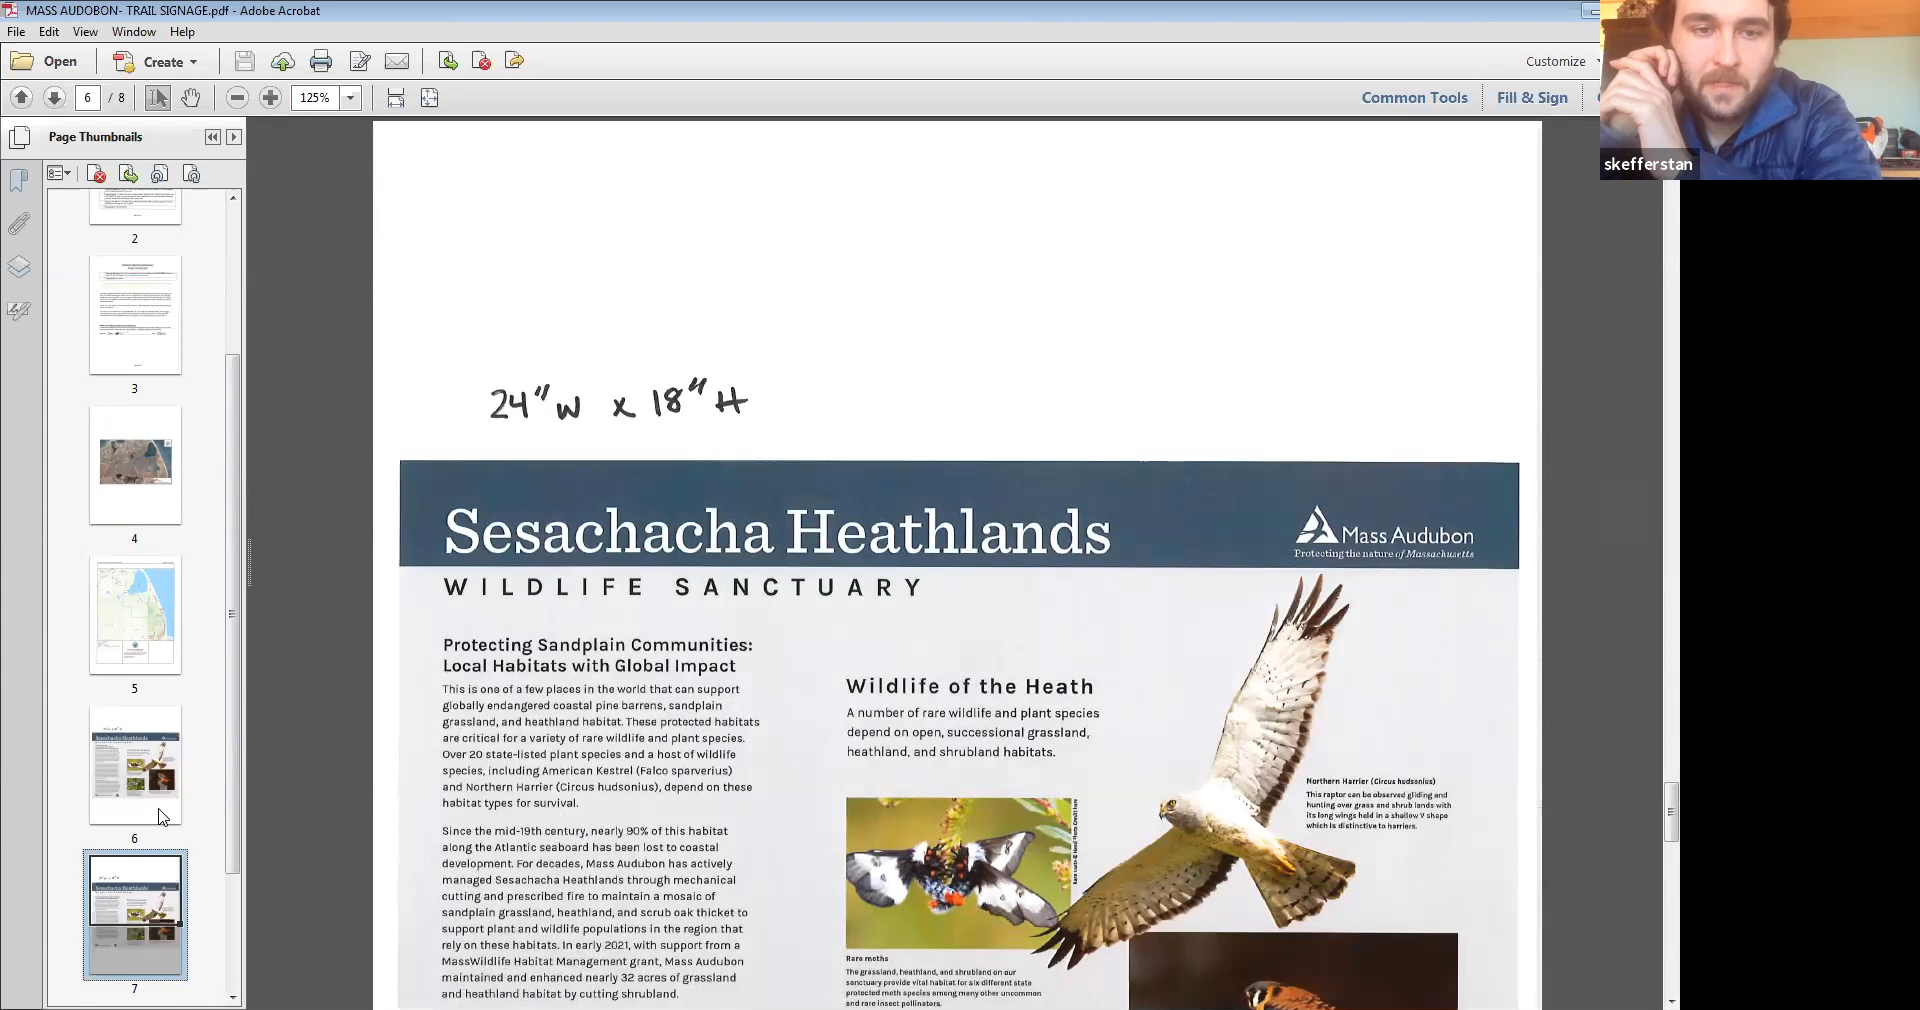 MASS AUDOBON- TRAIL SIGNAGE.pdf - Adobe Acrobat
File Edit View Window Help
Open Create Customize
6 / 8 125% Common Tools Fill & Sign
skefferstan
Page Thumbnails
2
3
4
5
6
7
24" W x 18" H
Sesachacha Heathlands
Mass Audubon
Protecting the nature of Massachusetts
WILDLIFE SANCTUARY
Protecting Sandplain Communities:
Local Habitats with Global Impact
This is one of a few places in the world that can support
globally endangered coastal pine barrens, sandplain
grassland, and heathland habitat. These protected habitats
are critical for a variety of rare wildlife and plant species.
Over 20 state-listed plant species and a host of wildlife
species, including American Kestrel (Falco sparverius)
and Northern Harrier (Circus hudsonius), depend on these
habitat types for survival.
Since the mid-19th century, nearly 90% of this habitat
along the Atlantic seaboard has been lost to coastal
development. For decades, Mass Audubon has actively
managed Sesachacha Heathlands through mechanical
cutting and prescribed fire to maintain a mosaic of
sandplain grassland, heathland, and scrub oak thicket to
support plant and wildlife populations in the region that
rely on these habitats. In early 2021, with support from a
MassWildlife Habitat Management grant, Mass Audubon
maintained and enhanced nearly 32 acres of grassland
and heathland habitat by cutting shrubland.
Wildlife of the Heath
A number of rare wildlife and plant species
depend on open, successional grassland,
heathland, and shrubland habitats.
Northern Harrier (Circus hudsonius)
This raptor can be observed gliding and
hunting over grass and shrub lands with
its long wings held in a shallow V shape
which is distinctive to harriers.
Rare moths
The grassland, heathland, and shrubland on our
sanctuary provide vital habitat for six different state
protected moth species among many other uncommon
and rare insect pollinators.